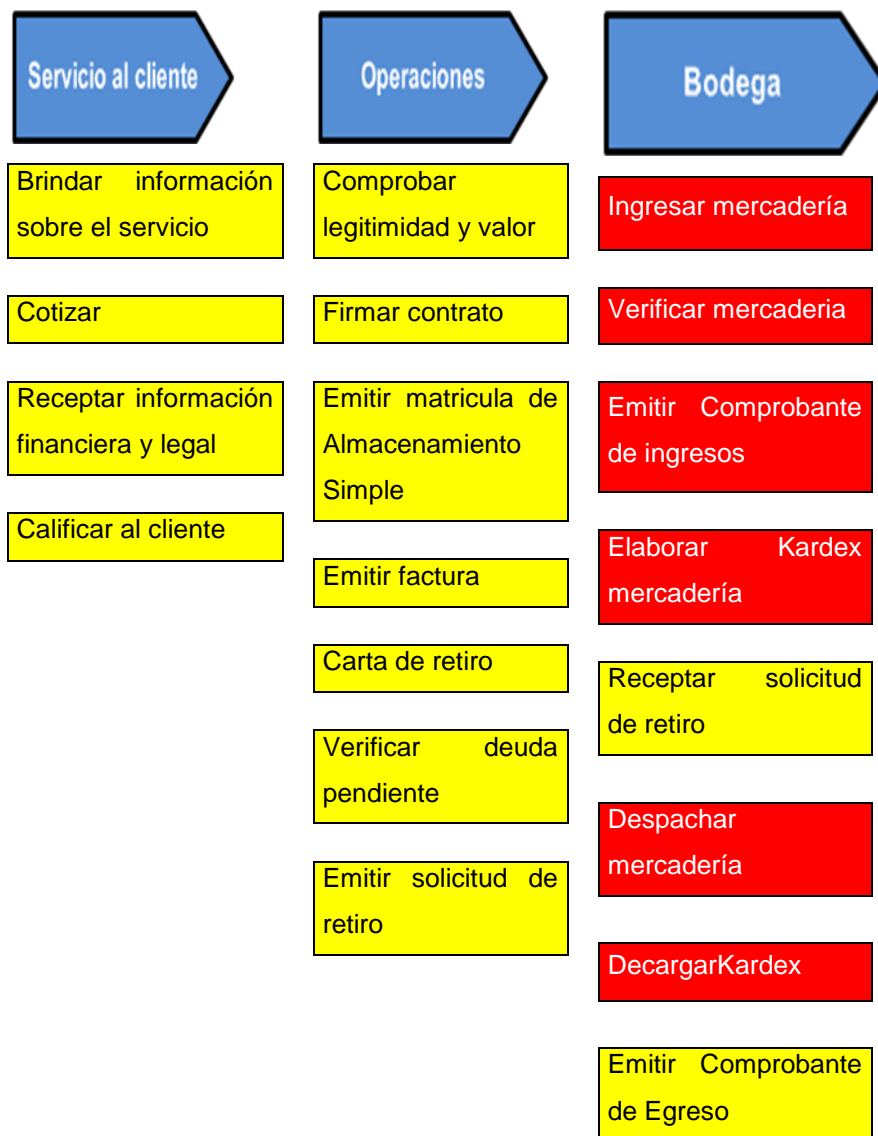 Servicio al cliente
Brindar información
sobre el servicio
Cotizar
Receptar información
financiera y legal
Calificar al cliente
Operaciones
Comprobar
legitimidad y valor
Firmar contrato
Emitir matricula de
Almacenamiento
Simple
Emitir factura
Carta de retiro
Verificar deuda
pendiente
Emitir solicitud de
retiro
Bodega
Ingresar mercadería
Verificar mercaderia
Emitir Comprobante
de ingresos
Elaborar Kardex
mercadería
Receptar solicitud
de retiro
Despachar
mercadería
DecargarKardex
Emitir Comprobante
de Egreso